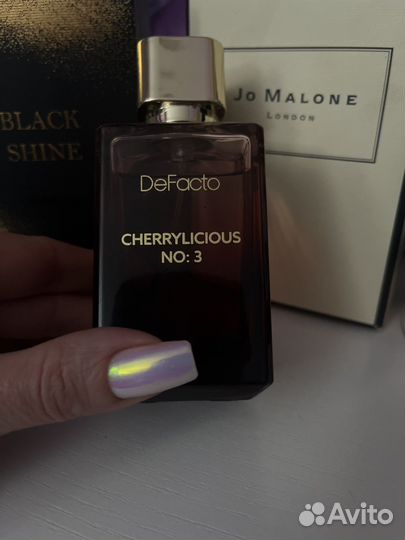 BLACK
SHINE
JO MALONE
LONDON
DeFacto
CHERRYLICIOUS
NO: 3
Avito